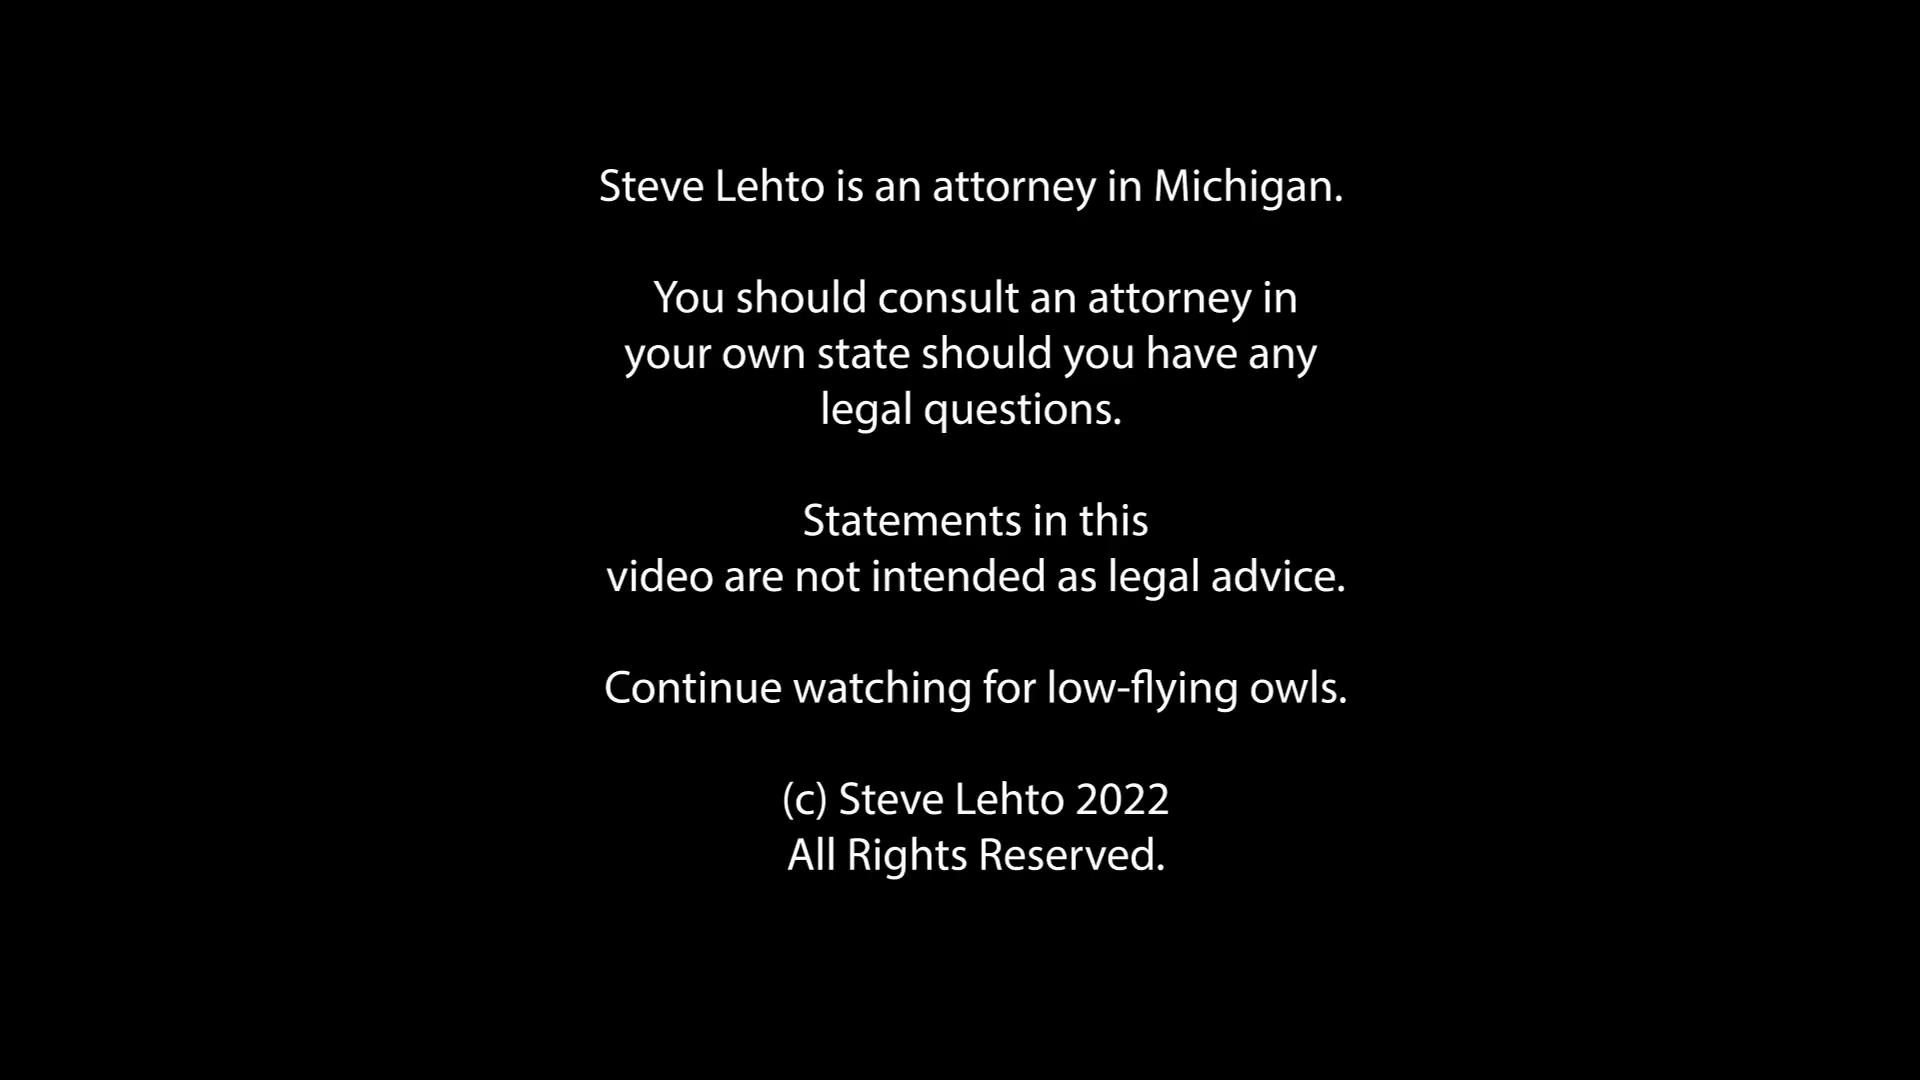 Steve Lehto is an attorney in Michigan.
You should consult an attorney in
your own state should you have any
legal questions.
Statements in this
video are not intended as legal advice.
Continue watching for low-flying owls.
(c) Steve Lehto 2022
All Rights Reserved.